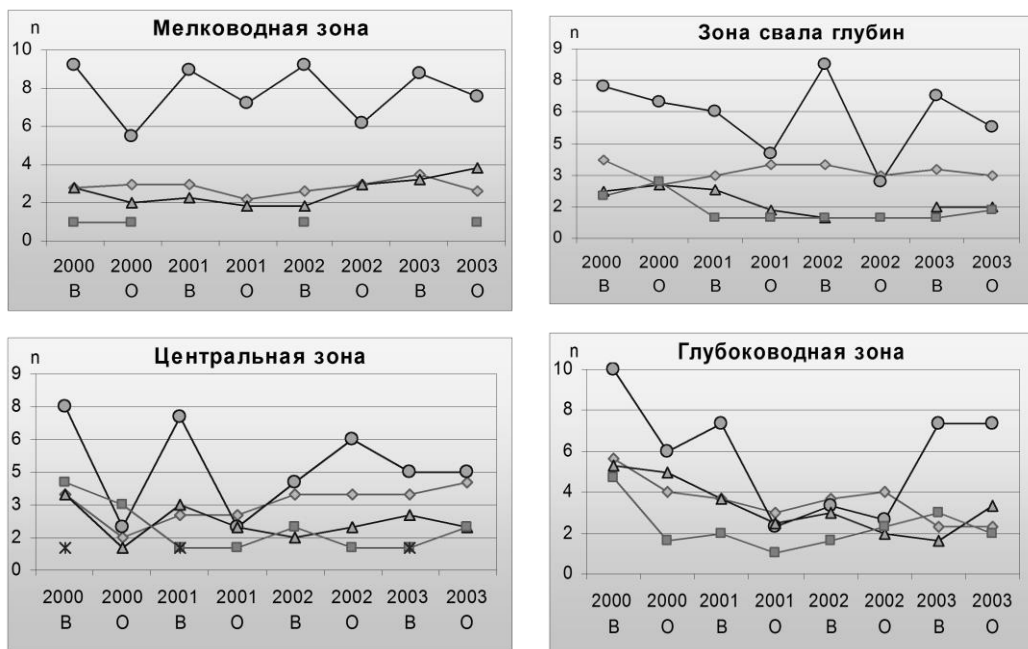 n
Мелководная зона
10
8
6
4
2
0
2000 2000 2001 2001 2002 2002 2003 2003
В О В О В О В О
n
Зона свала глубин
9
8
6
5
3
2
0
2000 2000 2001 2001 2002 2002 2003 2003
В О В О В О В О
n
Центральная зона
9
8
6
5
3
2
0
2000 2000 2001 2001 2002 2002 2003 2003
В О В О В О В О
n
Глубоководная зона
10
8
6
4
2
0
2000 2000 2001 2001 2002 2002 2003 2003
В О В О В О В О